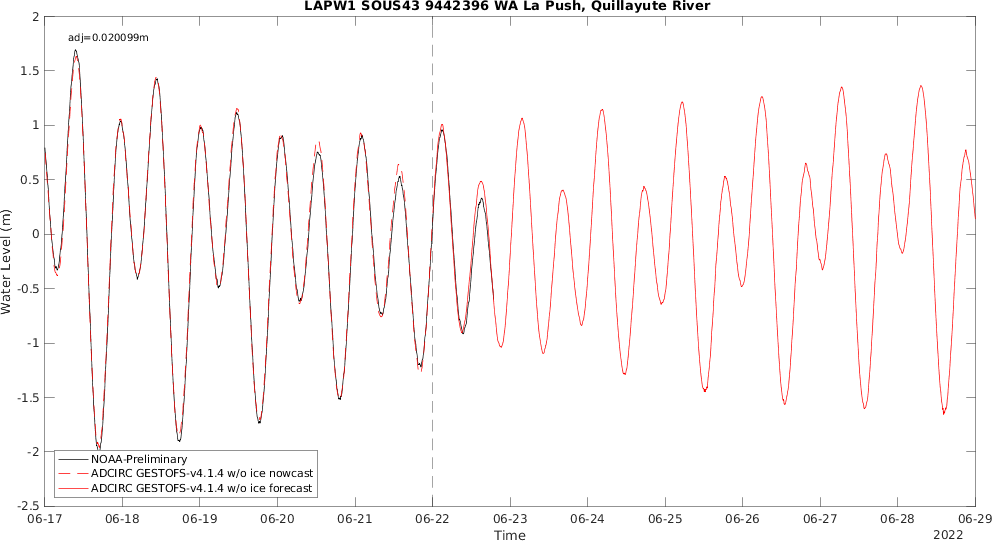 LAPW1 SOUS43 9442396 WA La Push, Quillayute River
adj=0.020099m
2
1.5
1
0.5
0
-0.5
-1
-1.5
-2
-2.5
Water Level (m)
NOAA-Preliminary
ADCIRC GESTOFS-v4.1.4 w/o ice nowcast
ADCIRC GESTOFS-v4.1.4 w/o ice forecast
06-17 06-18 06-19 06-20 06-21 06-22 06-23 06-24 06-25 06-26 06-27 06-28 06-29
Time
2022